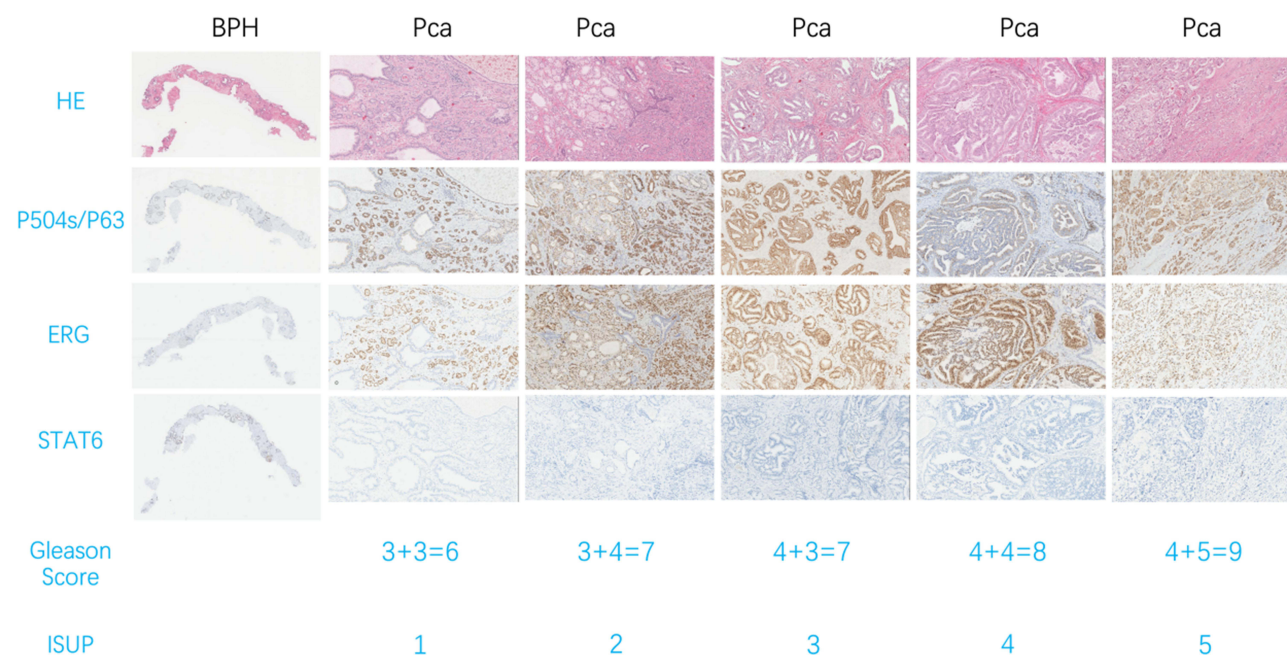 BPH Pca Pca Pca Pca Pca
HE
P504s/P63
ERG
STAT6
Gleason
Score
3+3=6 3+4=7 4+3=7 4+4=8 4+5=9
ISUP 1 2 3 4 5